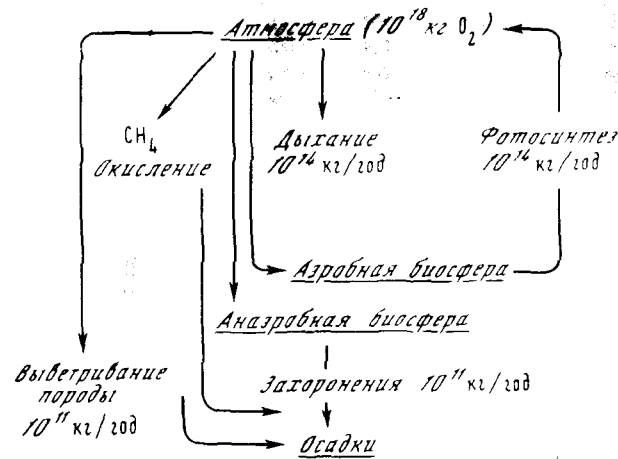 Атмосфера (10¹⁸ кг O₂)
CH₄
Окисление
Дыхание
10¹⁴ кг/год
Фотосинтез
10¹⁴ кг/год
Аэробная биосфера
Анаэробная биосфера
Выветривание
породы
10¹¹ кг/год
Захоронения 10¹¹ кг/год
Осадки